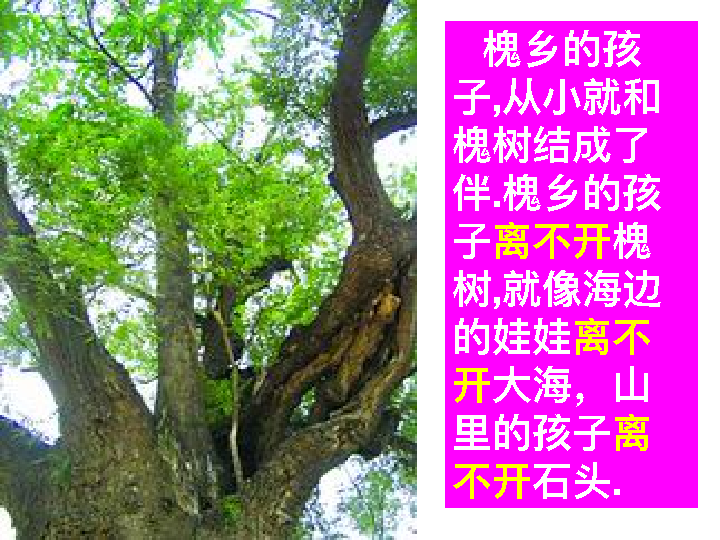 槐乡的孩
子,从小就和
槐树结成了
伴.槐乡的孩
子离不开槐
树,就像海边
的娃娃离不
开大海，山
里的孩子离
不开石头.